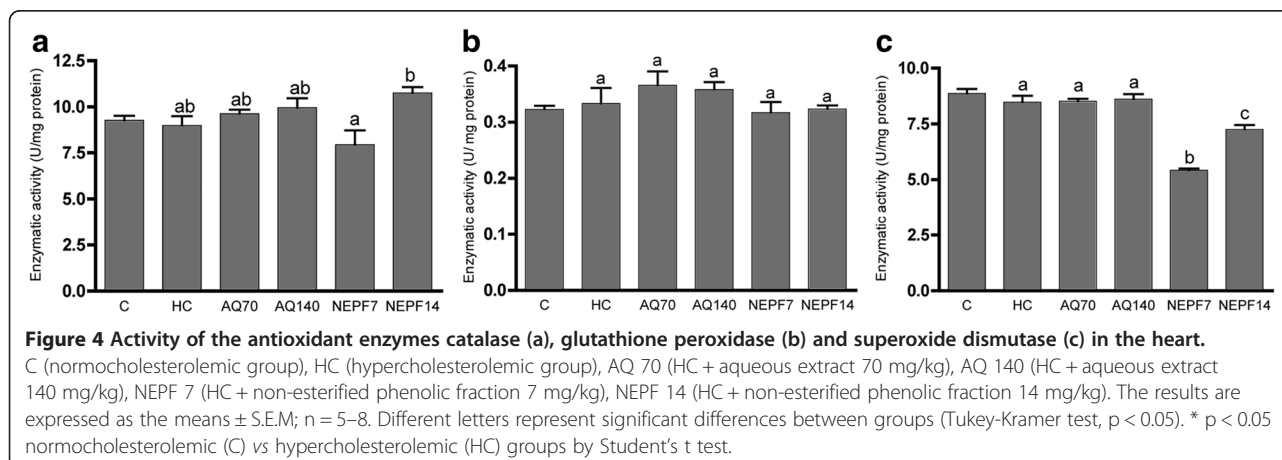 a
Enzymatic activity (U/mg protein)
12.5
10.0
7.5
5.0
2.5
0.0
ab
ab
ab
a
b
C HC AQ70 AQ140 NEPF7 NEPF14
b
Enzymatic activity (U/ mg protein)
0.4
0.3
0.2
0.1
0.0
a
a
a
a
a
C HC AQ70 AQ140 NEPF7 NEPF14
c
Enzymatic activity (U/mg protein)
10.0
7.5
5.0
2.5
0.0
a
a
a
b
c
C HC AQ70 AQ140 NEPF7 NEPF14
Figure 4 Activity of the antioxidant enzymes catalase (a), glutathione peroxidase (b) and superoxide dismutase (c) in the heart.
C (normocholesterolemic group), HC (hypercholesterolemic group), AQ 70 (HC + aqueous extract 70 mg/kg), AQ 140 (HC + aqueous extract
140 mg/kg), NEPF 7 (HC + non-esterified phenolic fraction 7 mg/kg), NEPF 14 (HC + non-esterified phenolic fraction 14 mg/kg). The results are
expressed as the means ± S.E.M; n = 5–8. Different letters represent significant differences between groups (Tukey-Kramer test, p < 0.05). * p < 0.05
normocholesterolemic (C) vs hypercholesterolemic (HC) groups by Student's t test.